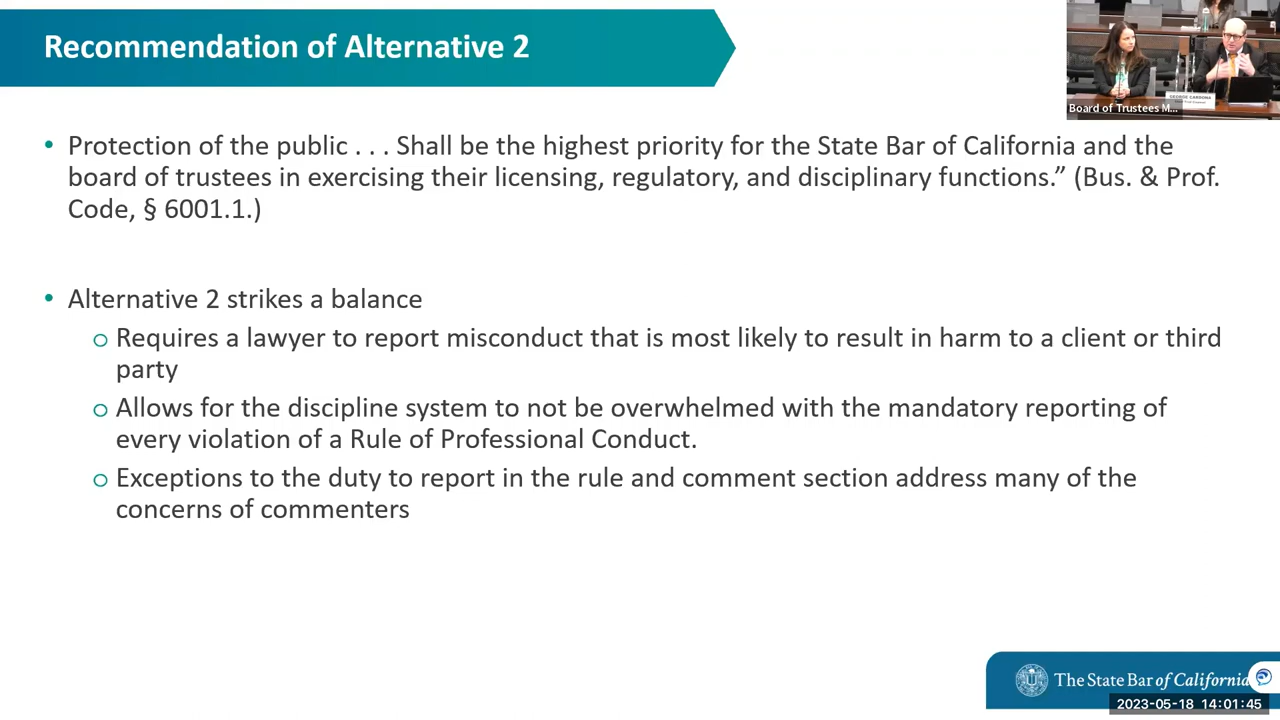 Recommendation of Alternative 2
Board of Trustees M...
GEORGE CARDONA
• Protection of the public . . . Shall be the highest priority for the State Bar of California and the
board of trustees in exercising their licensing, regulatory, and disciplinary functions.” (Bus. & Prof.
Code, § 6001.1.)
• Alternative 2 strikes a balance
o Requires a lawyer to report misconduct that is most likely to result in harm to a client or third
party
o Allows for the discipline system to not be overwhelmed with the mandatory reporting of
every violation of a Rule of Professional Conduct.
o Exceptions to the duty to report in the rule and comment section address many of the
concerns of commenters
The State Bar of California
2023-05-18 14:01:45